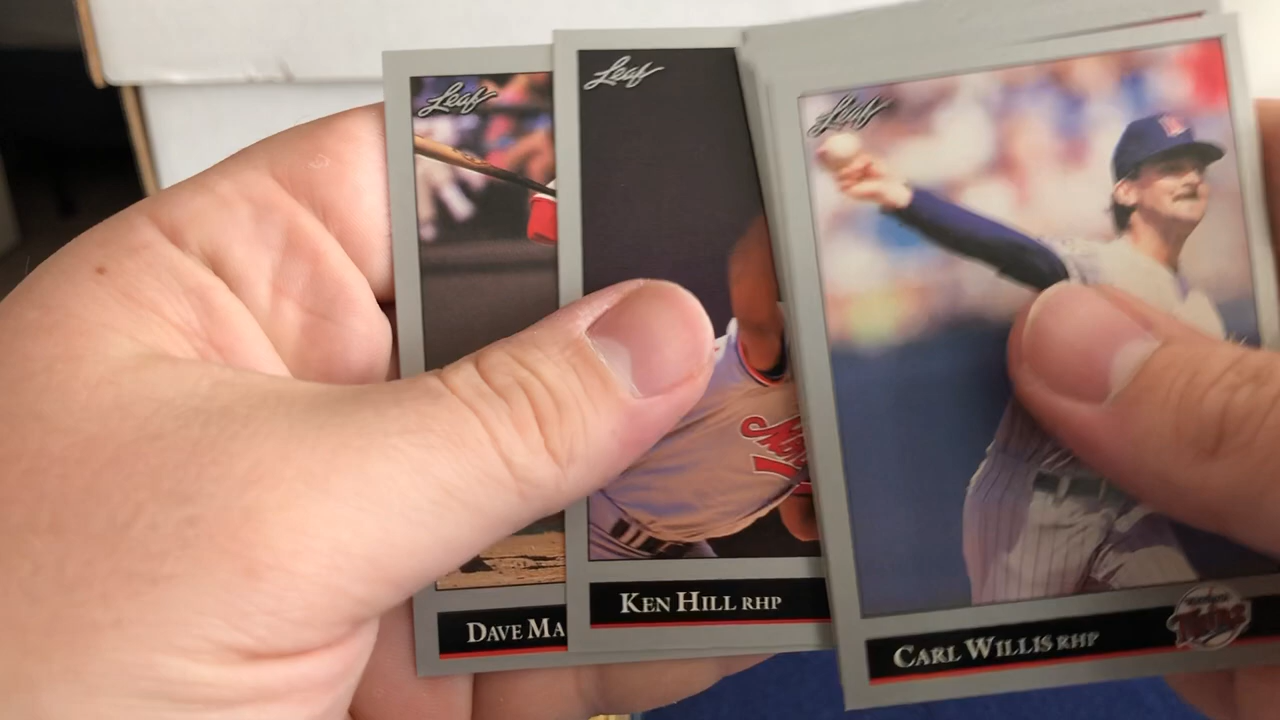 Leaf
DAVE MA
Leaf
KEN HILL RHP
Leaf
CARL WILLIS RHP
Twins